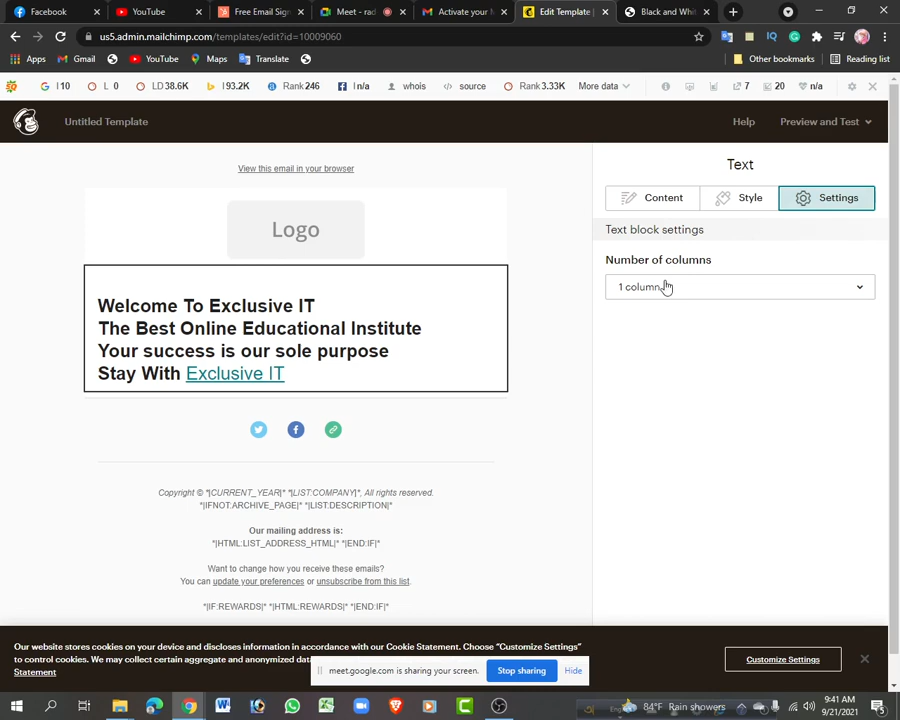 Facebook
YouTube
Free Email Sign
Meet - rad
Activate your M
Edit Template |
Black and Whit
us5.admin.mailchimp.com/templates/edit?id=10009060
Apps
Gmail
YouTube
Maps
Translate
Other bookmarks
Reading list
I10
L 0
LD 38.6K
I 93.2K
Rank 246
I n/a
whois
source
Rank 3.33K
More data
7
20
n/a
Untitled Template
Help
Preview and Test
View this email in your browser
Logo
Welcome To Exclusive IT
The Best Online Educational Institute
Your success is our sole purpose
Stay With Exclusive IT
Copyright © *|CURRENT_YEAR|* *|LIST:COMPANY|*, All rights reserved.
*|IFNOT:ARCHIVE_PAGE|* *|LIST:DESCRIPTION|*
Our mailing address is:
*|HTML:LIST_ADDRESS_HTML|* *|END:IF|*
Want to change how you receive these emails?
You can update your preferences or unsubscribe from this list.
*|IF:REWARDS|* *|HTML:REWARDS|* *|END:IF|*
Text
Content
Style
Settings
Text block settings
Number of columns
1 column
Our website stores cookies on your device and discloses information in accordance with our Cookie Statement. Choose "Customize Settings"
to control cookies. We may collect certain aggregate and anonymized dat
Statement
Customize Settings
meet.google.com is sharing your screen.
Stop sharing
Hide
84°F Rain showers
9:41 AM
9/21/2021
5